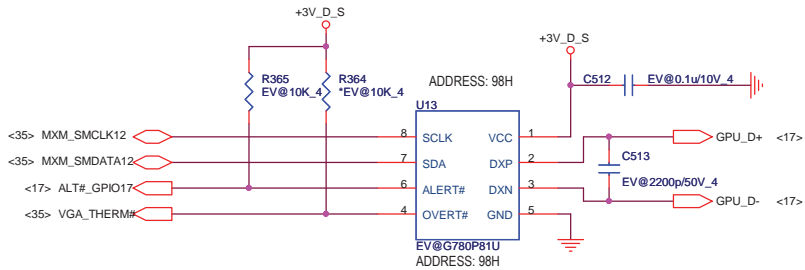 +3V_D_S
+3V_D_S
R365
EV@10K_4
R364
*EV@10K_4
ADDRESS: 98H
C512
EV@0.1u/10V_4
U13
<35> MXM_SMCLK12
8
SCLK
VCC
1
GPU_D+
<17>
<35> MXM_SMDATA12
7
SDA
DXP
2
C513
EV@2200p/50V_4
<17> ALT#_GPIO17
6
ALERT#
DXN
3
GPU_D-
<17>
<35> VGA_THERM#
4
OVERT#
GND
5
EV@G780P81U
ADDRESS: 98H